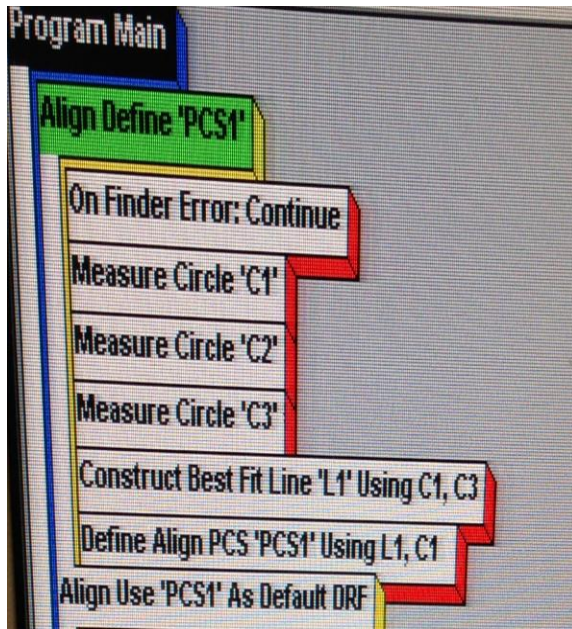 Program Main
Align Define 'PCS1'
On Finder Error: Continue
Measure Circle 'C1'
Measure Circle 'C2'
Measure Circle 'C3'
Construct Best Fit Line 'L1' Using C1, C3
Define Align PCS 'PCS1' Using L1, C1
Align Use 'PCS1' As Default DRF